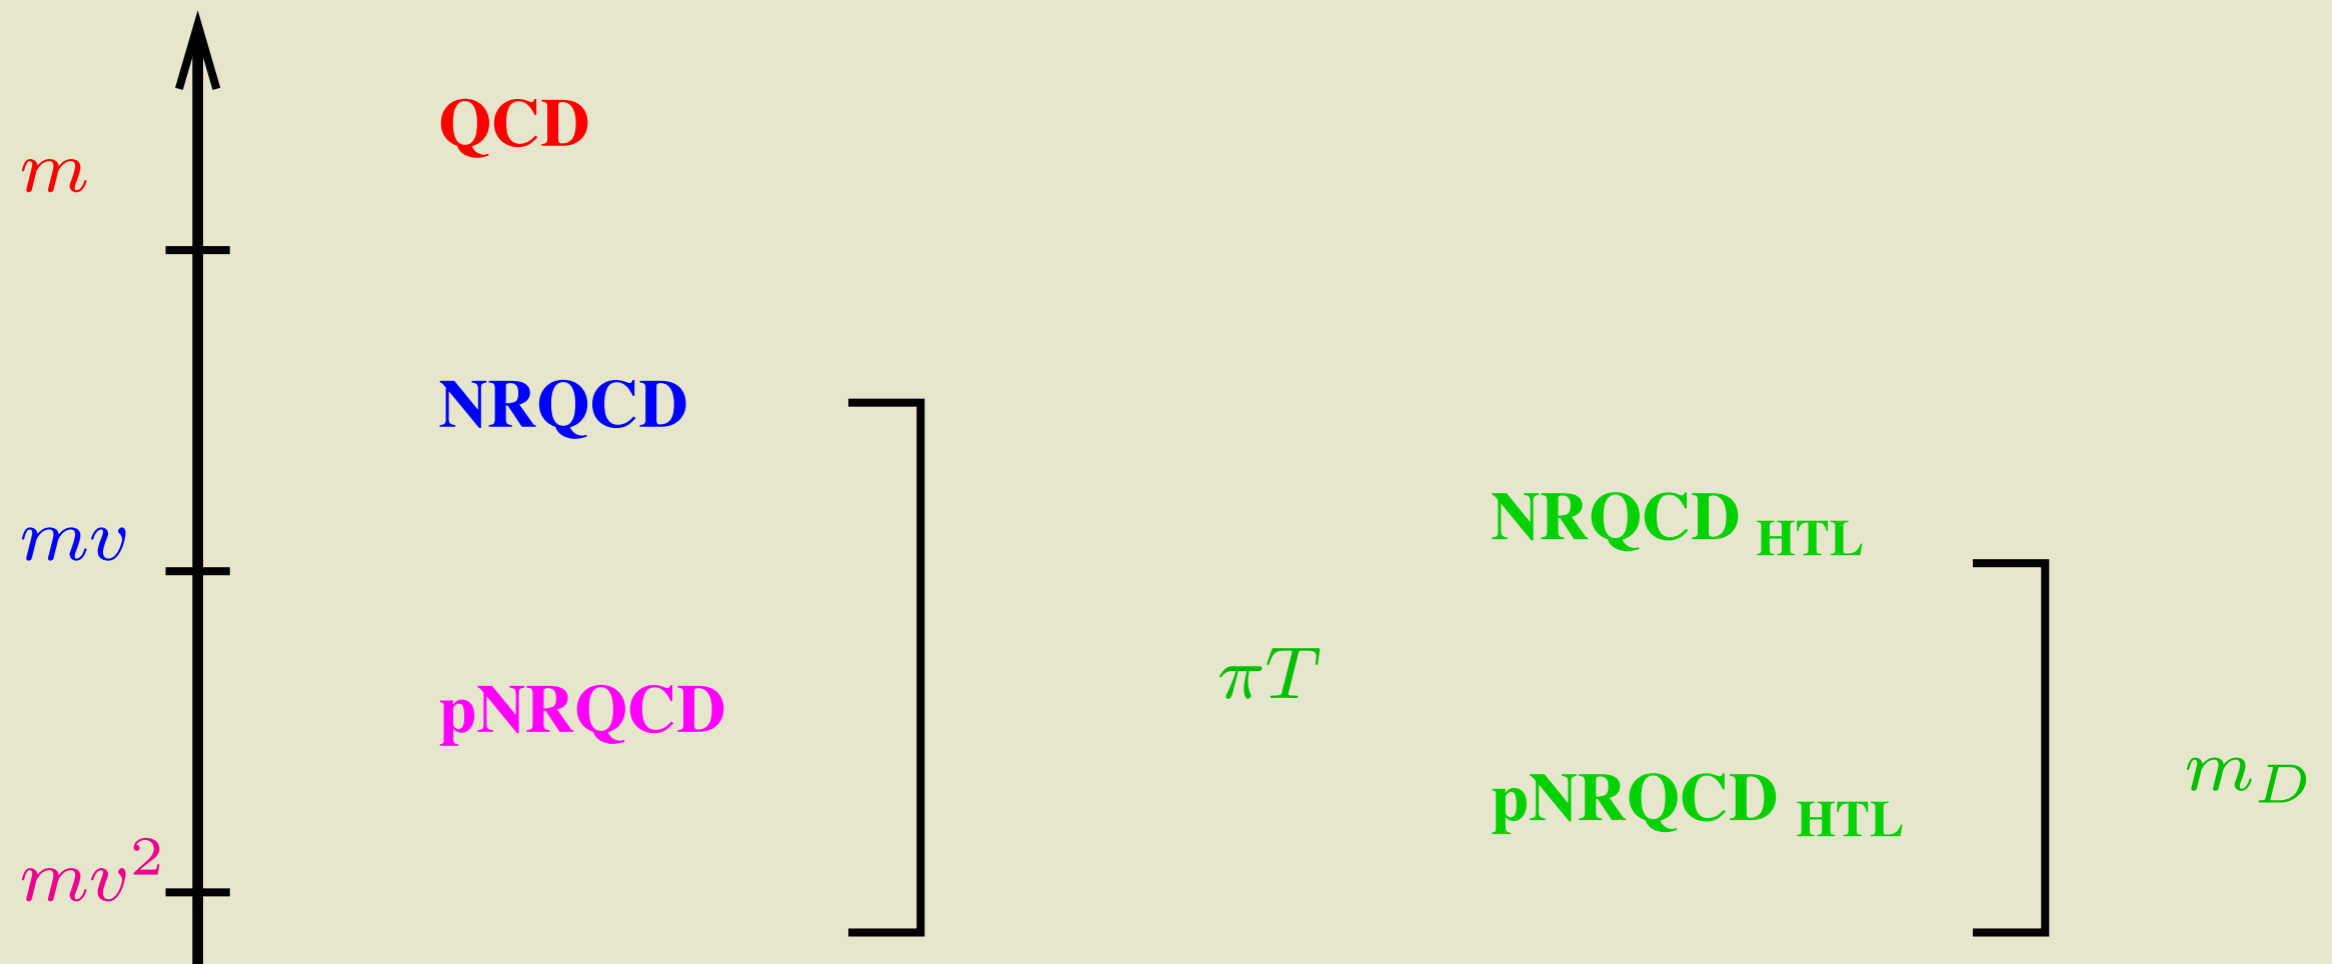 QCD
m
NRQCD
NRQCD HTL
mv
πT
pNRQCD
m_D
pNRQCD HTL
mv²